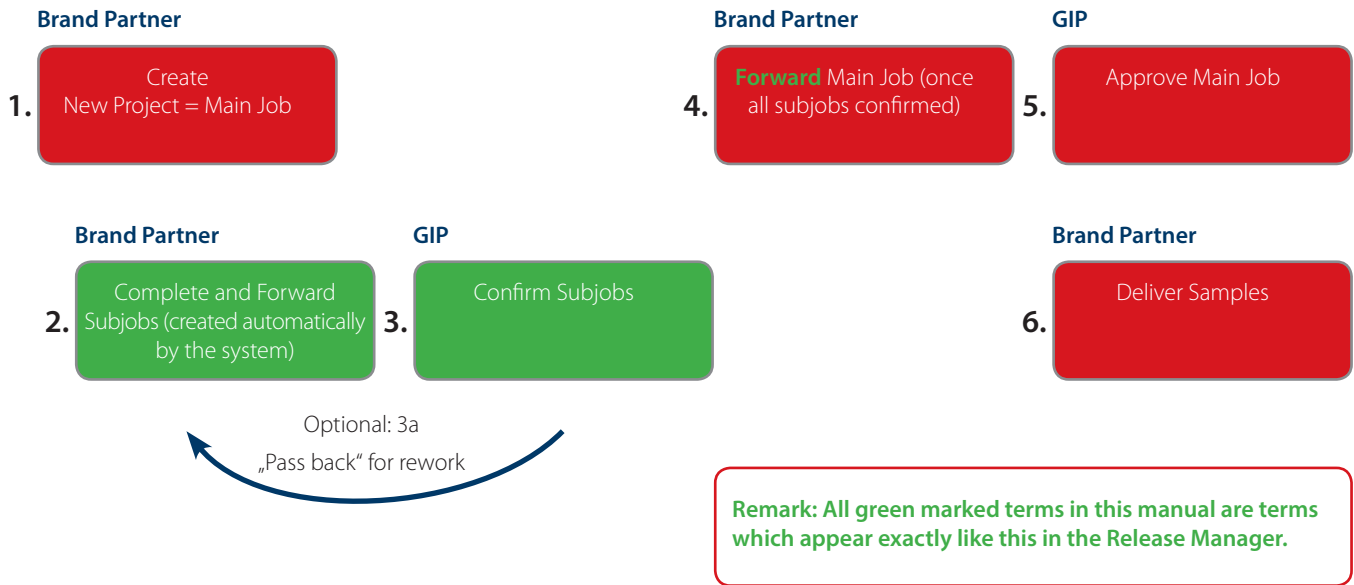 Brand Partner
1.
Create
New Project = Main Job
Brand Partner
2.
Complete and Forward
Subjobs (created automatically
by the system)
GIP
3.
Confirm Subjobs
Optional: 3a
„Pass back“ for rework
Brand Partner
4.
Forward Main Job (once
all subjobs confirmed)
GIP
5.
Approve Main Job
Brand Partner
6.
Deliver Samples
Remark: All green marked terms in this manual are terms
which appear exactly like this in the Release Manager.